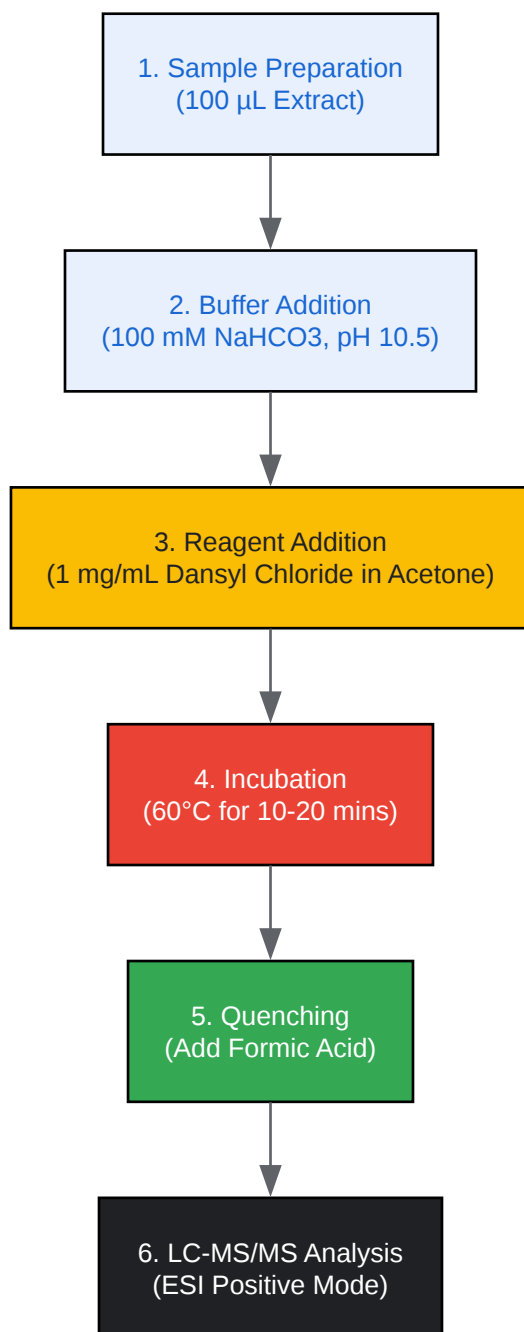 1. Sample Preparation
(100 µL Extract)
2. Buffer Addition
(100 mM NaHCO3, pH 10.5)
3. Reagent Addition
(1 mg/mL Dansyl Chloride in Acetone)
4. Incubation
(60°C for 10-20 mins)
5. Quenching
(Add Formic Acid)
6. LC-MS/MS Analysis
(ESI Positive Mode)